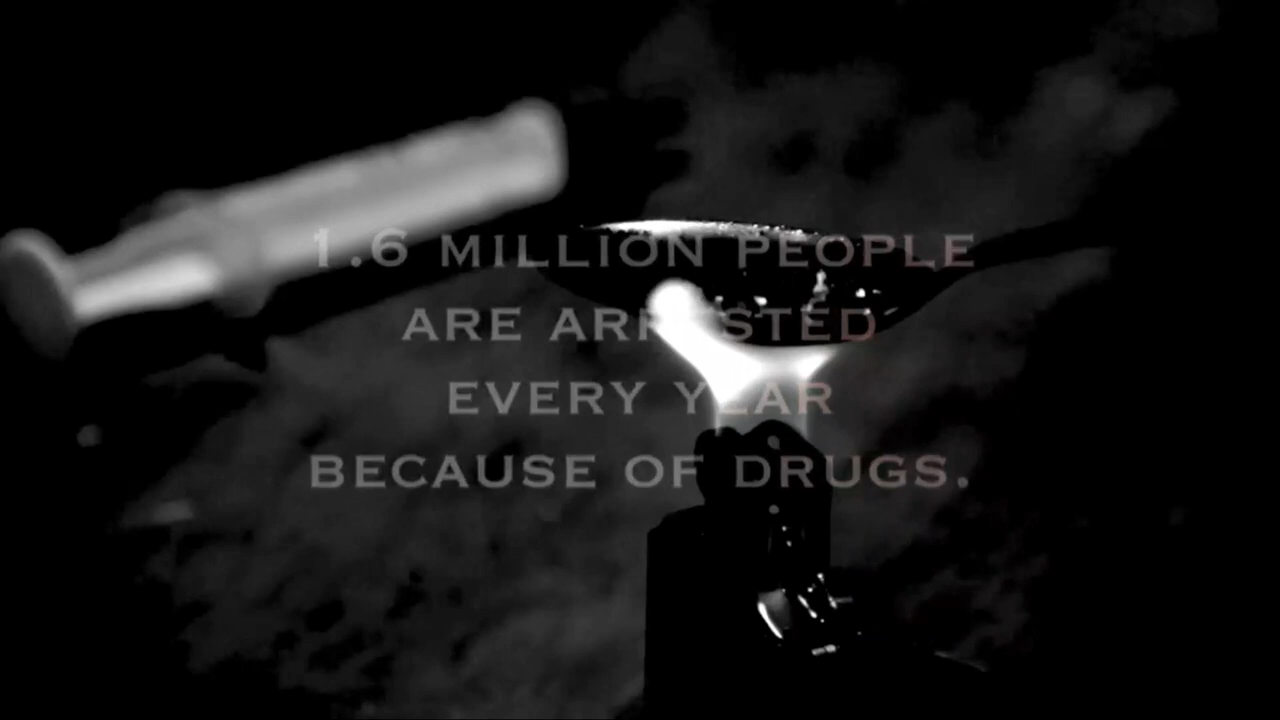 1.6 MILLION PEOPLE
ARE ARRESTED
EVERY YEAR
BECAUSE OF DRUGS.